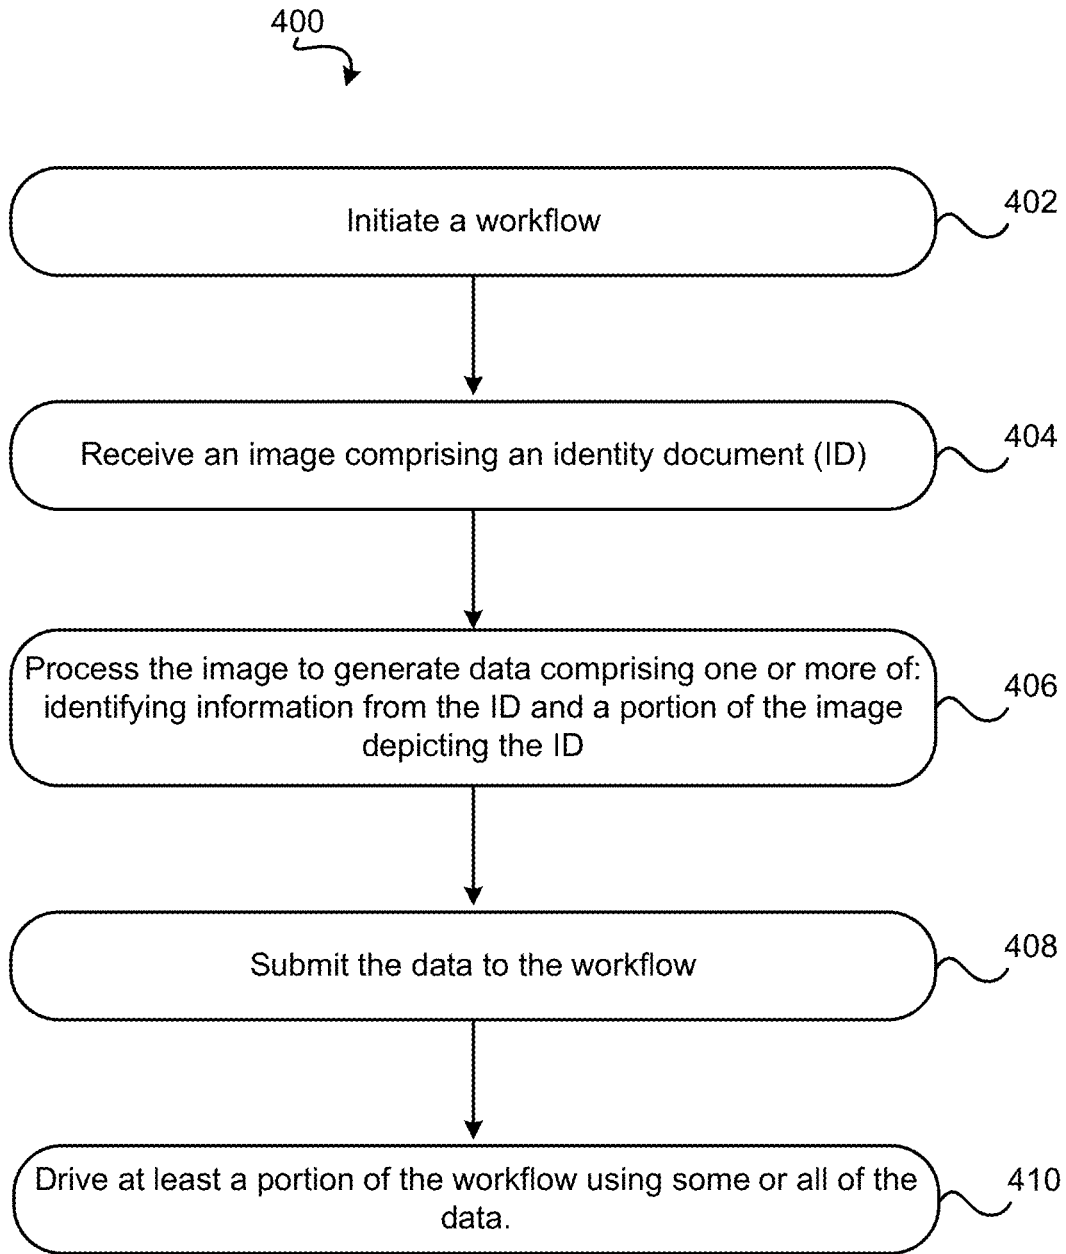 400
Initiate a workflow
402
Receive an image comprising an identity document (ID)
404
Process the image to generate data comprising one or more of:
identifying information from the ID and a portion of the image
depicting the ID
406
Submit the data to the workflow
408
Drive at least a portion of the workflow using some or all of the
data.
410